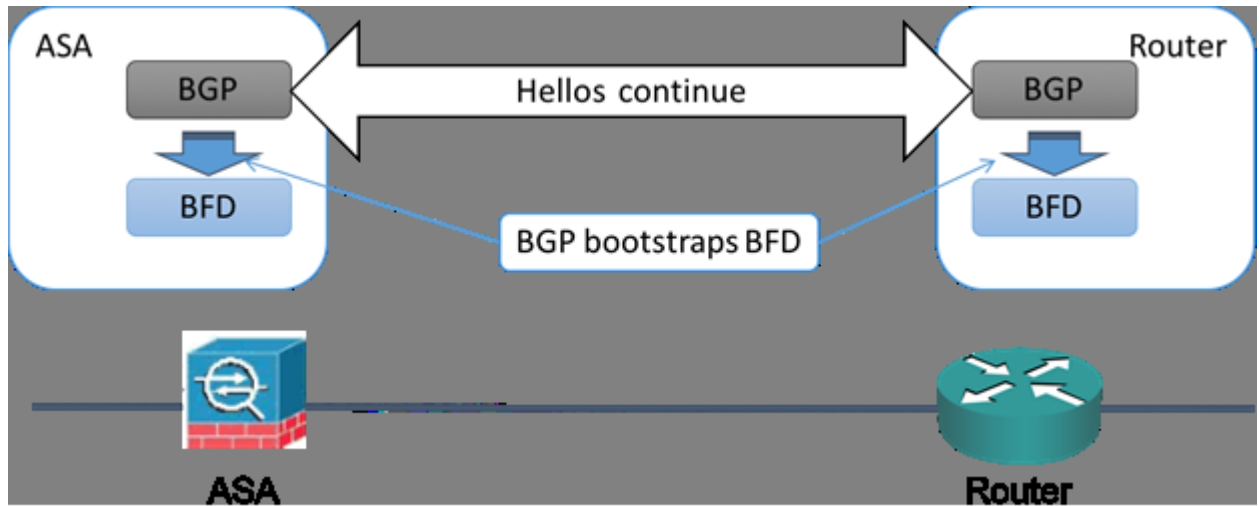 ASA
Router
BGP
Hellos continue
BGP
BFD
BFD
BGP bootstraps BFD
ASA
Router